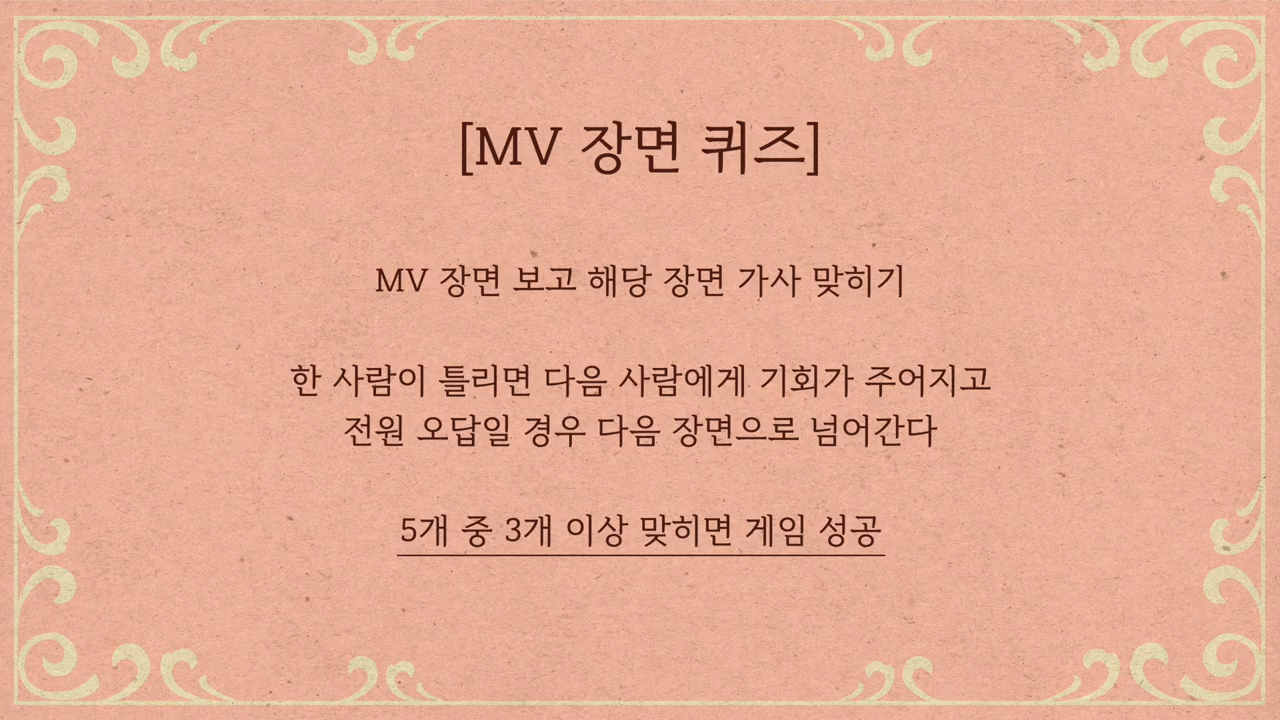 [MV 장면 퀴즈]
MV 장면 보고 해당 장면 가사 맞히기
한 사람이 틀리면 다음 사람에게 기회가 주어지고
전원 오답일 경우 다음 장면으로 넘어간다
5개 중 3개 이상 맞히면 게임 성공